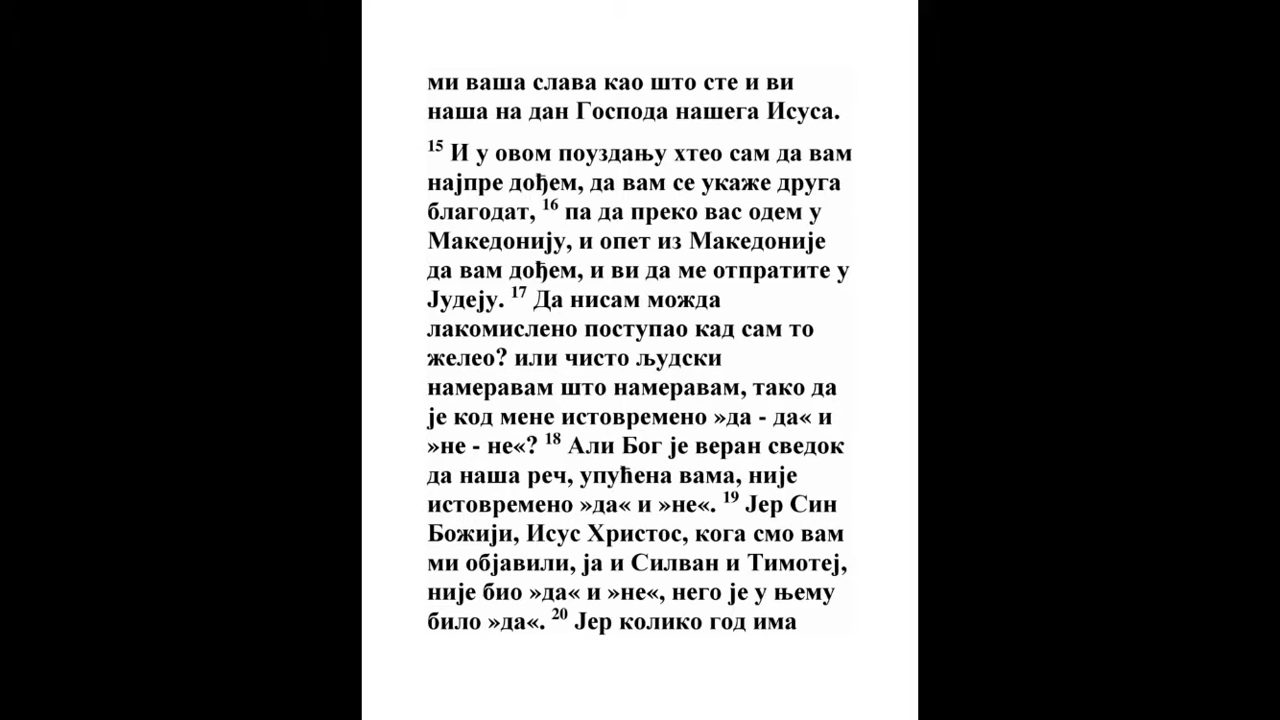 ми ваша слава као што сте и ви
наша на дан Господа нашега Исуса.
15 И у овом поуздању хтео сам да вам
најпре дођем, да вам се укаже друга
благодат, 16 па да преко вас одем у
Македонију, и опет из Македоније
да вам дођем, и ви да ме отпратите у
Јудеју. 17 Да нисам можда
лакомислено поступао кад сам то
желео? или чисто људски
намеравам што намеравам, тако да
је код мене истовремено »да - да« и
»не - не«? 18 Али Бог је веран сведок
да наша реч, упућена вама, није
истовремено »да« и »не«. 19 Јер Син
Божији, Исус Христос, кога смо вам
ми објавили, ја и Силван и Тимотеј,
није био »да« и »не«, него је у њему
било »да«. 20 Јер колико год има